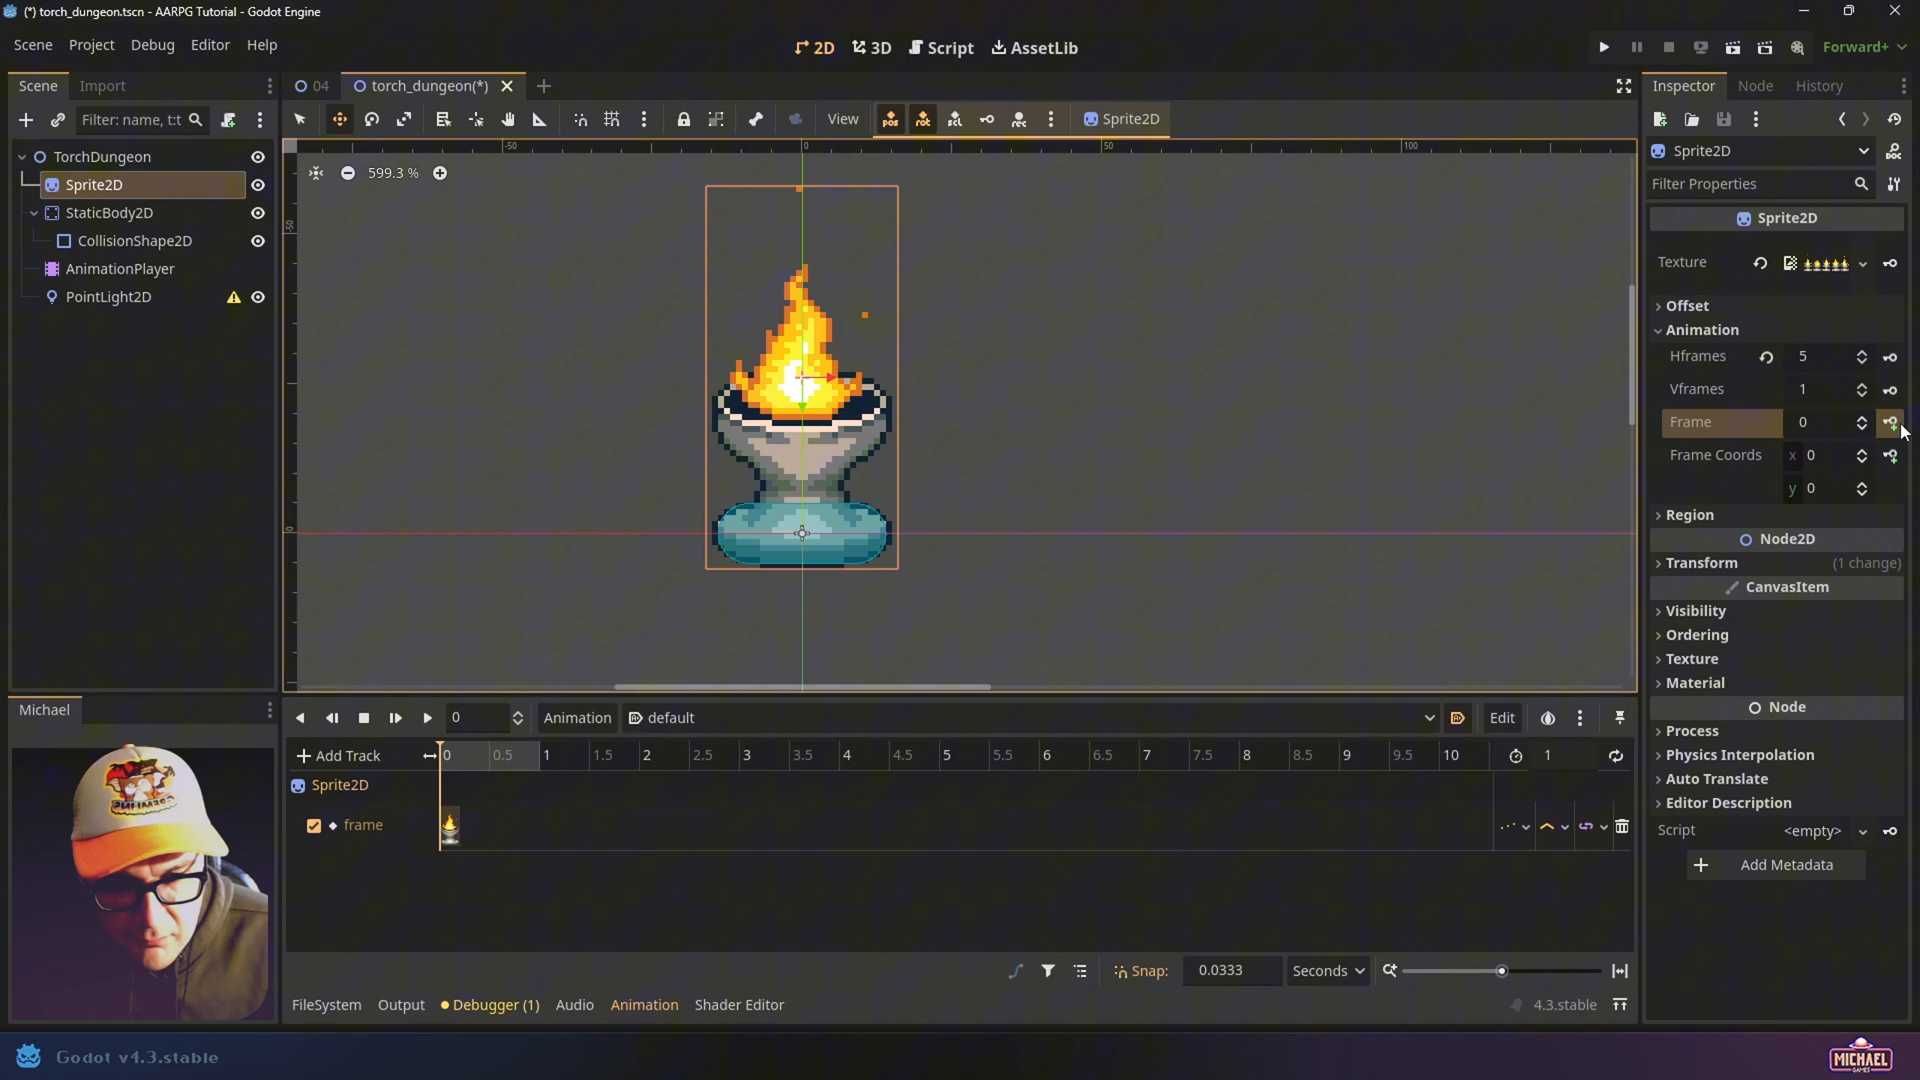 (*) torch_dungeon.tscn - AARPG Tutorial - Godot Engine
Scene Project Debug Editor Help
2D 3D Script AssetLib
Forward+
Scene Import
04 torch_dungeon(*)
Inspector Node History
Filter: name, t:t
View
Sprite2D
TorchDungeon
Sprite2D
StaticBody2D
CollisionShape2D
AnimationPlayer
PointLight2D
-50 0 50 100
599.3 %
-50
0
Sprite2D
Filter Properties
Sprite2D
Texture
Offset
Animation
Hframes 5
Vframes 1
Frame 0
Frame Coords x 0
y 0
Region
Node2D
Transform (1 change)
CanvasItem
Visibility
Ordering
Texture
Material
Node
Process
Physics Interpolation
Auto Translate
Editor Description
Script <empty>
Add Metadata
Michael
GREMLINS
0 Animation default Edit
Add Track 0 0.5 1 1.5 2 2.5 3 3.5 4 4.5 5 5.5 6 6.5 7 7.5 8 8.5 9 9.5 10 1
Sprite2D
frame
Snap: 0.0333 Seconds
FileSystem Output Debugger (1) Audio Animation Shader Editor 4.3.stable
Godot v4.3.stable
MICHAEL
GAMES